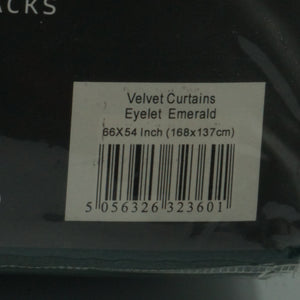 ACKS
Velvet Curtains
Eyelet Emerald
66X54 Inch (168x137cm)
5 056326 323601